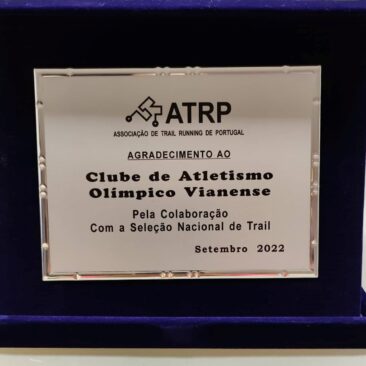 ATRP
ASSOCIAÇÃO DE TRAIL RUNNING DE PORTUGAL
AGRADECIMENTO AO
Clube de Atletismo
Olímpico Vianense
Pela Colaboração
Com a Seleção Nacional de Trail
Setembro 2022